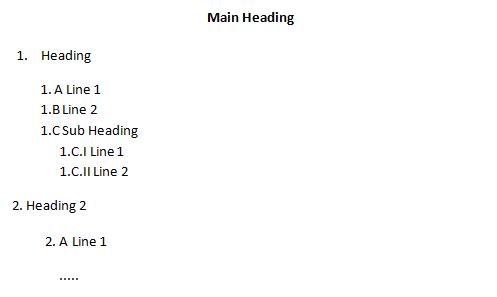 Main Heading
1. Heading
1. A Line 1
1.B Line 2
1.C Sub Heading
1.C.I Line 1
1.C.II Line 2
2. Heading 2
2. A Line 1
.....